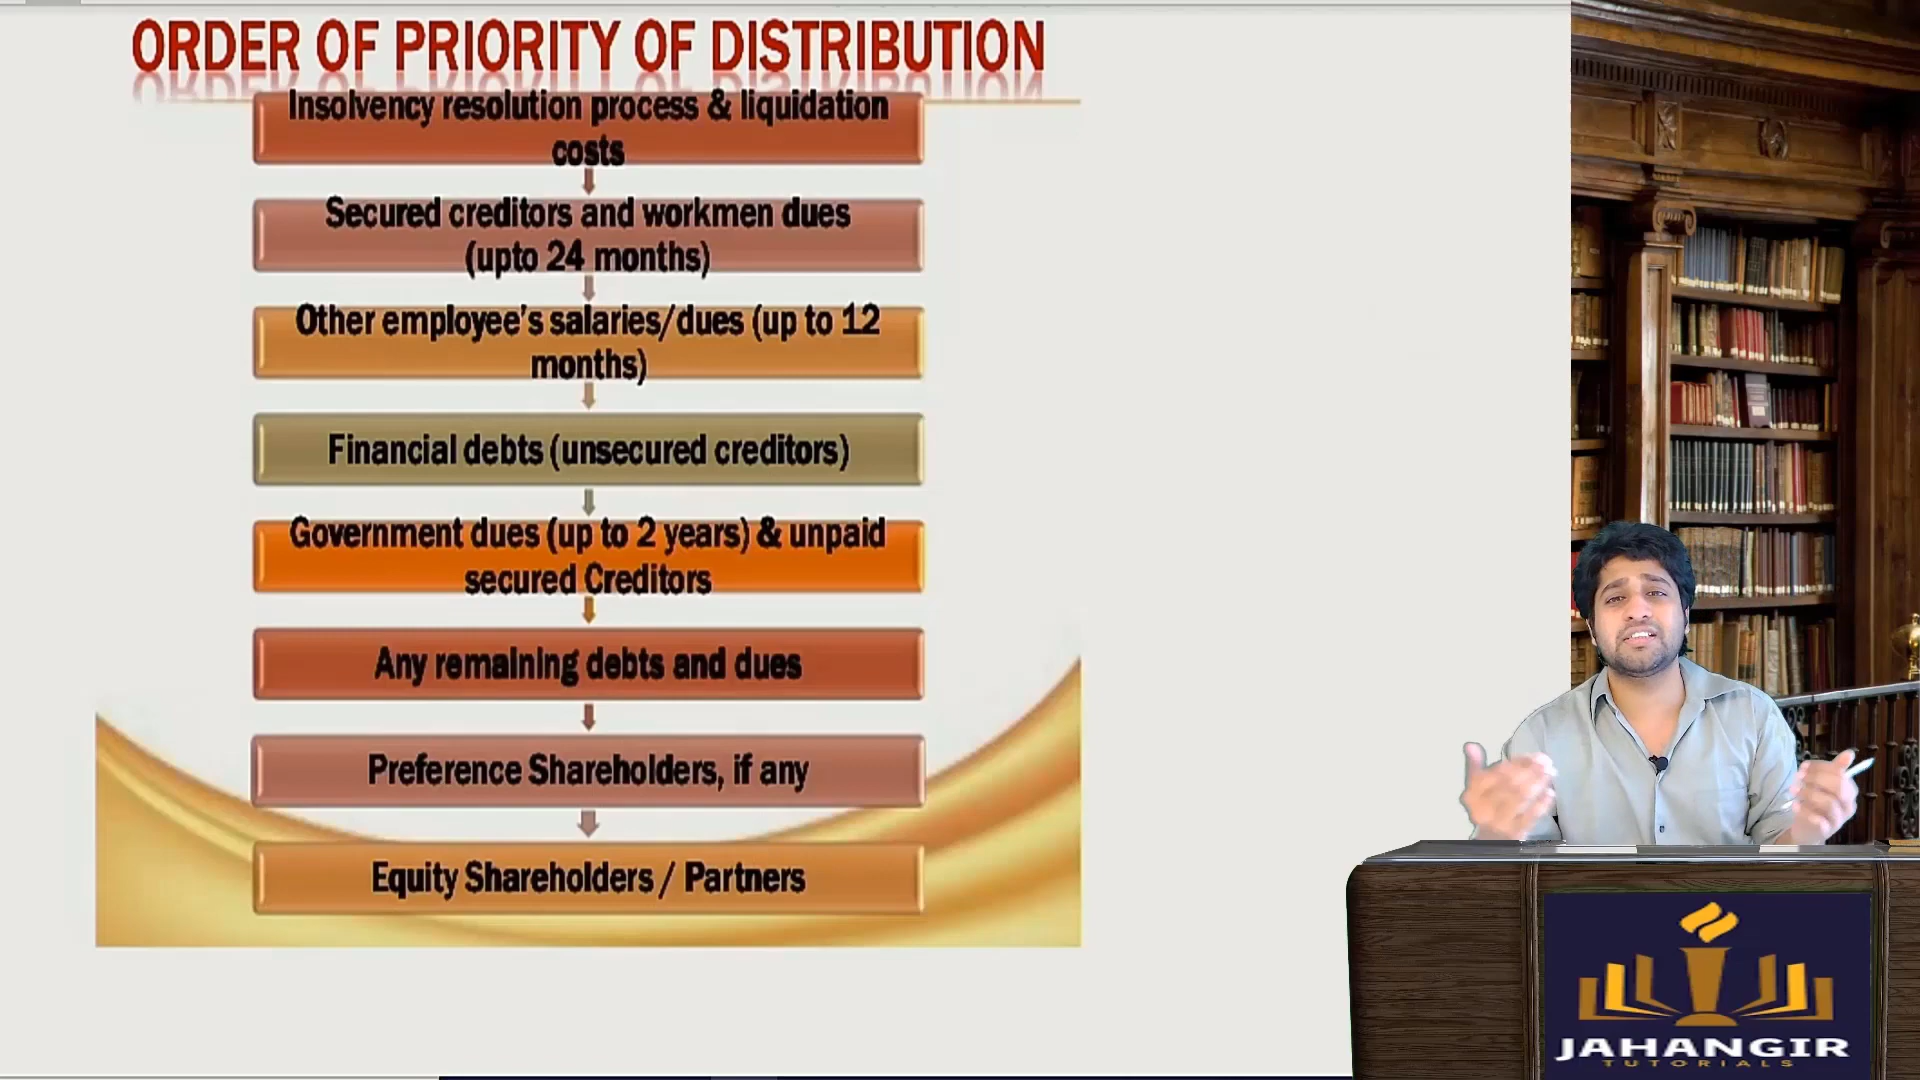 ORDER OF PRIORITY OF DISTRIBUTION
Insolvency resolution process & liquidation
costs
Secured creditors and workmen dues
(upto 24 months)
Other employee's salaries/dues (up to 12
months)
Financial debts (unsecured creditors)
Government dues (up to 2 years) & unpaid
secured Creditors
Any remaining debts and dues
Preference Shareholders, if any
Equity Shareholders / Partners
JAHANGIR
TUTORIALS